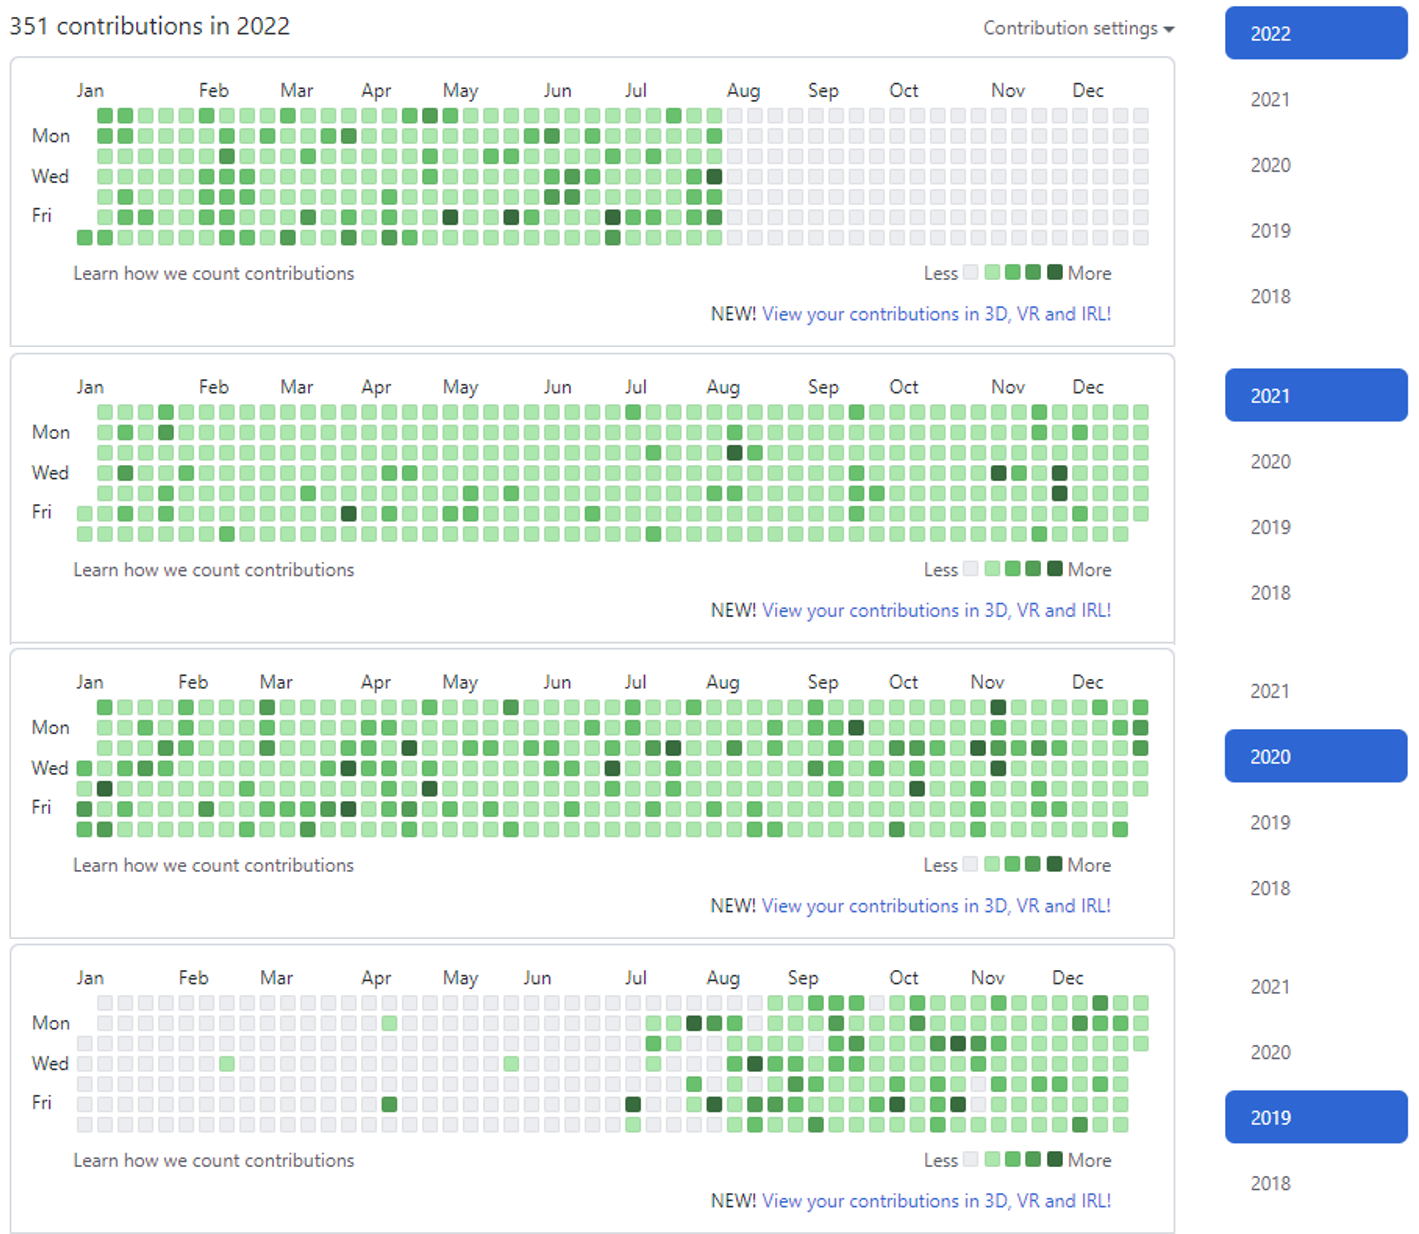 351 contributions in 2022
Contribution settings
2022
2021
2020
2019
2018
Jan Feb Mar Apr May Jun Jul Aug Sep Oct Nov Dec
Mon
Wed
Fri
Learn how we count contributions
Less More
NEW! View your contributions in 3D, VR and IRL!
2021
2020
2019
2018
Jan Feb Mar Apr May Jun Jul Aug Sep Oct Nov Dec
Mon
Wed
Fri
Learn how we count contributions
Less More
NEW! View your contributions in 3D, VR and IRL!
2021
2020
2019
2018
Jan Feb Mar Apr May Jun Jul Aug Sep Oct Nov Dec
Mon
Wed
Fri
Learn how we count contributions
Less More
NEW! View your contributions in 3D, VR and IRL!
2021
2020
2019
2018
Jan Feb Mar Apr May Jun Jul Aug Sep Oct Nov Dec
Mon
Wed
Fri
Learn how we count contributions
Less More
NEW! View your contributions in 3D, VR and IRL!